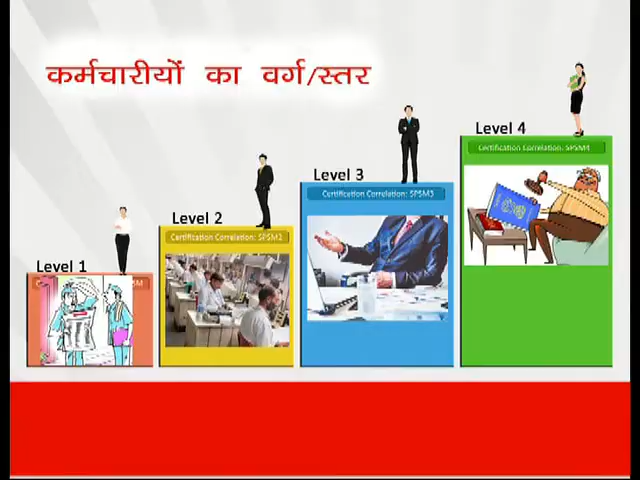 कर्मचारीयों का वर्ग/स्तर
Level 4
Certification Correlation: SPSM4
Level 3
Certification Correlation: SPSM3
Level 2
Certification Correlation: SPSM2
Level 1